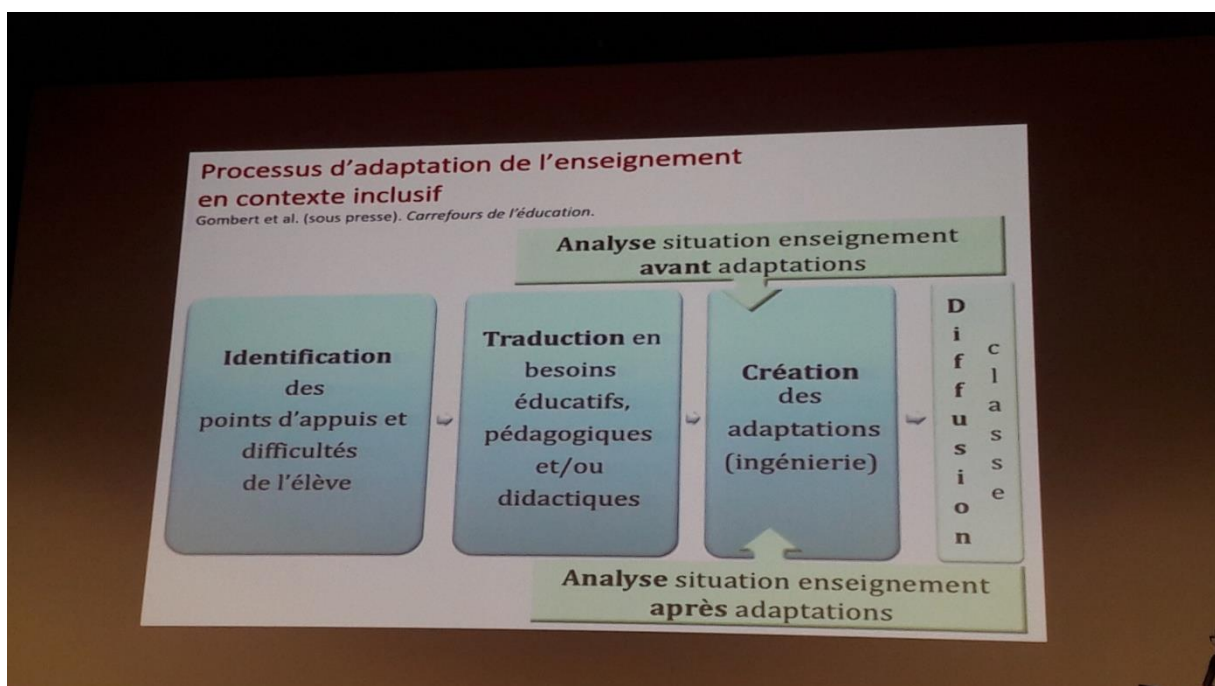 Processus d'adaptation de l'enseignement
en contexte inclusif
Gombert et al. (sous presse). Carrefours de l'éducation.
Analyse situation enseignement
avant adaptations
Identification
des
points d'appuis et
difficultés
de l'élève
Traduction en
besoins
éducatifs,
pédagogiques
et/ou
didactiques
Création
des
adaptations
(ingénierie)
Diffusion
classe
Analyse situation enseignement
après adaptations